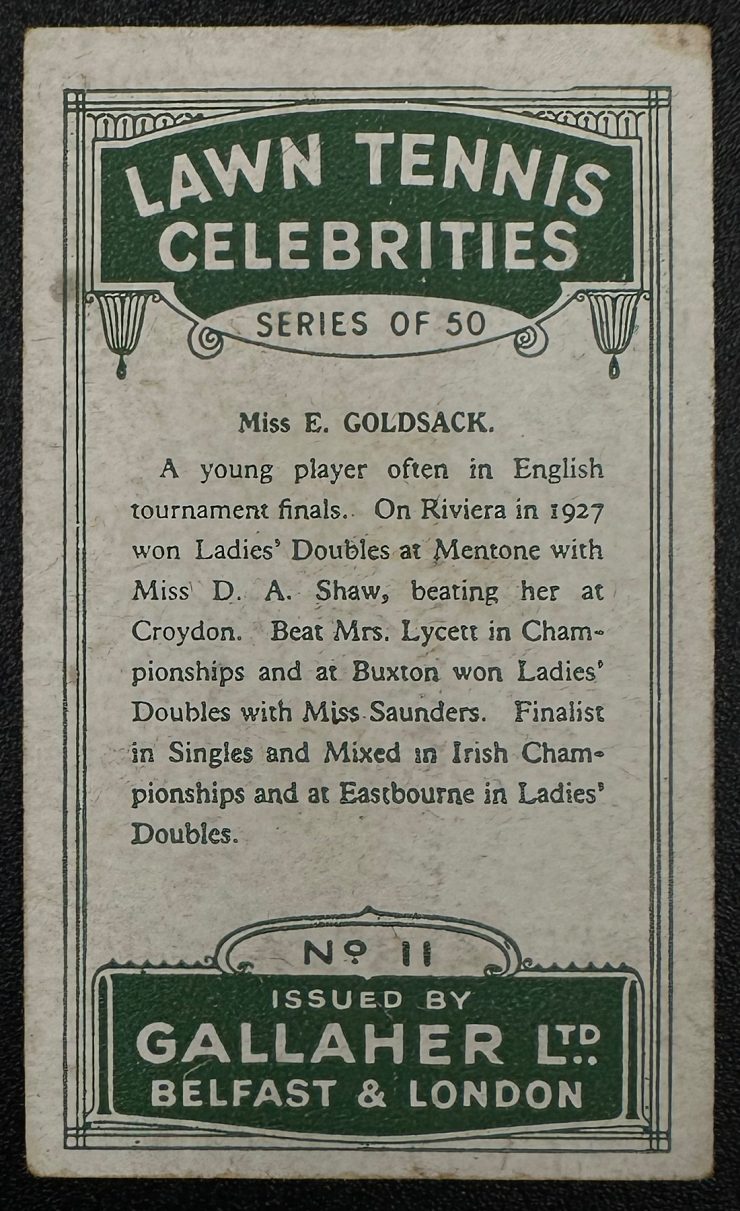 LAWN TENNIS
CELEBRITIES
SERIES OF 50
Miss E. GOLDSACK.
A young player often in English
tournament finals. On Riviera in 1927
won Ladies' Doubles at Mentone with
Miss D. A. Shaw, beating her at
Croydon. Beat Mrs. Lycett in Cham-
pionships and at Buxton won Ladies'
Doubles with Miss Saunders. Finalist
in Singles and Mixed in Irish Cham-
pionships and at Eastbourne in Ladies'
Doubles.
No 11
ISSUED BY
GALLAHER LTD
BELFAST & LONDON